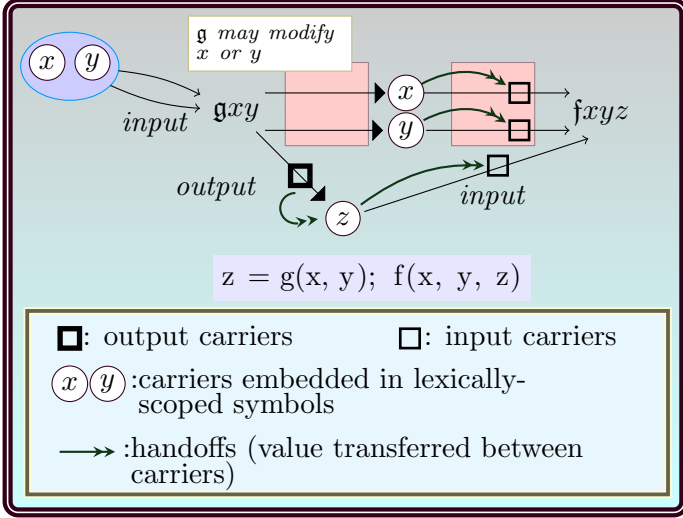 𝔤 may modify
x or y
x y
input
𝔤xy
x
y
𝔣xyz
output
input
z
z = g(x, y); f(x, y, z)
: output carriers
: input carriers
x y :carriers embedded in lexically-
scoped symbols
:handoffs (value transferred between
carriers)